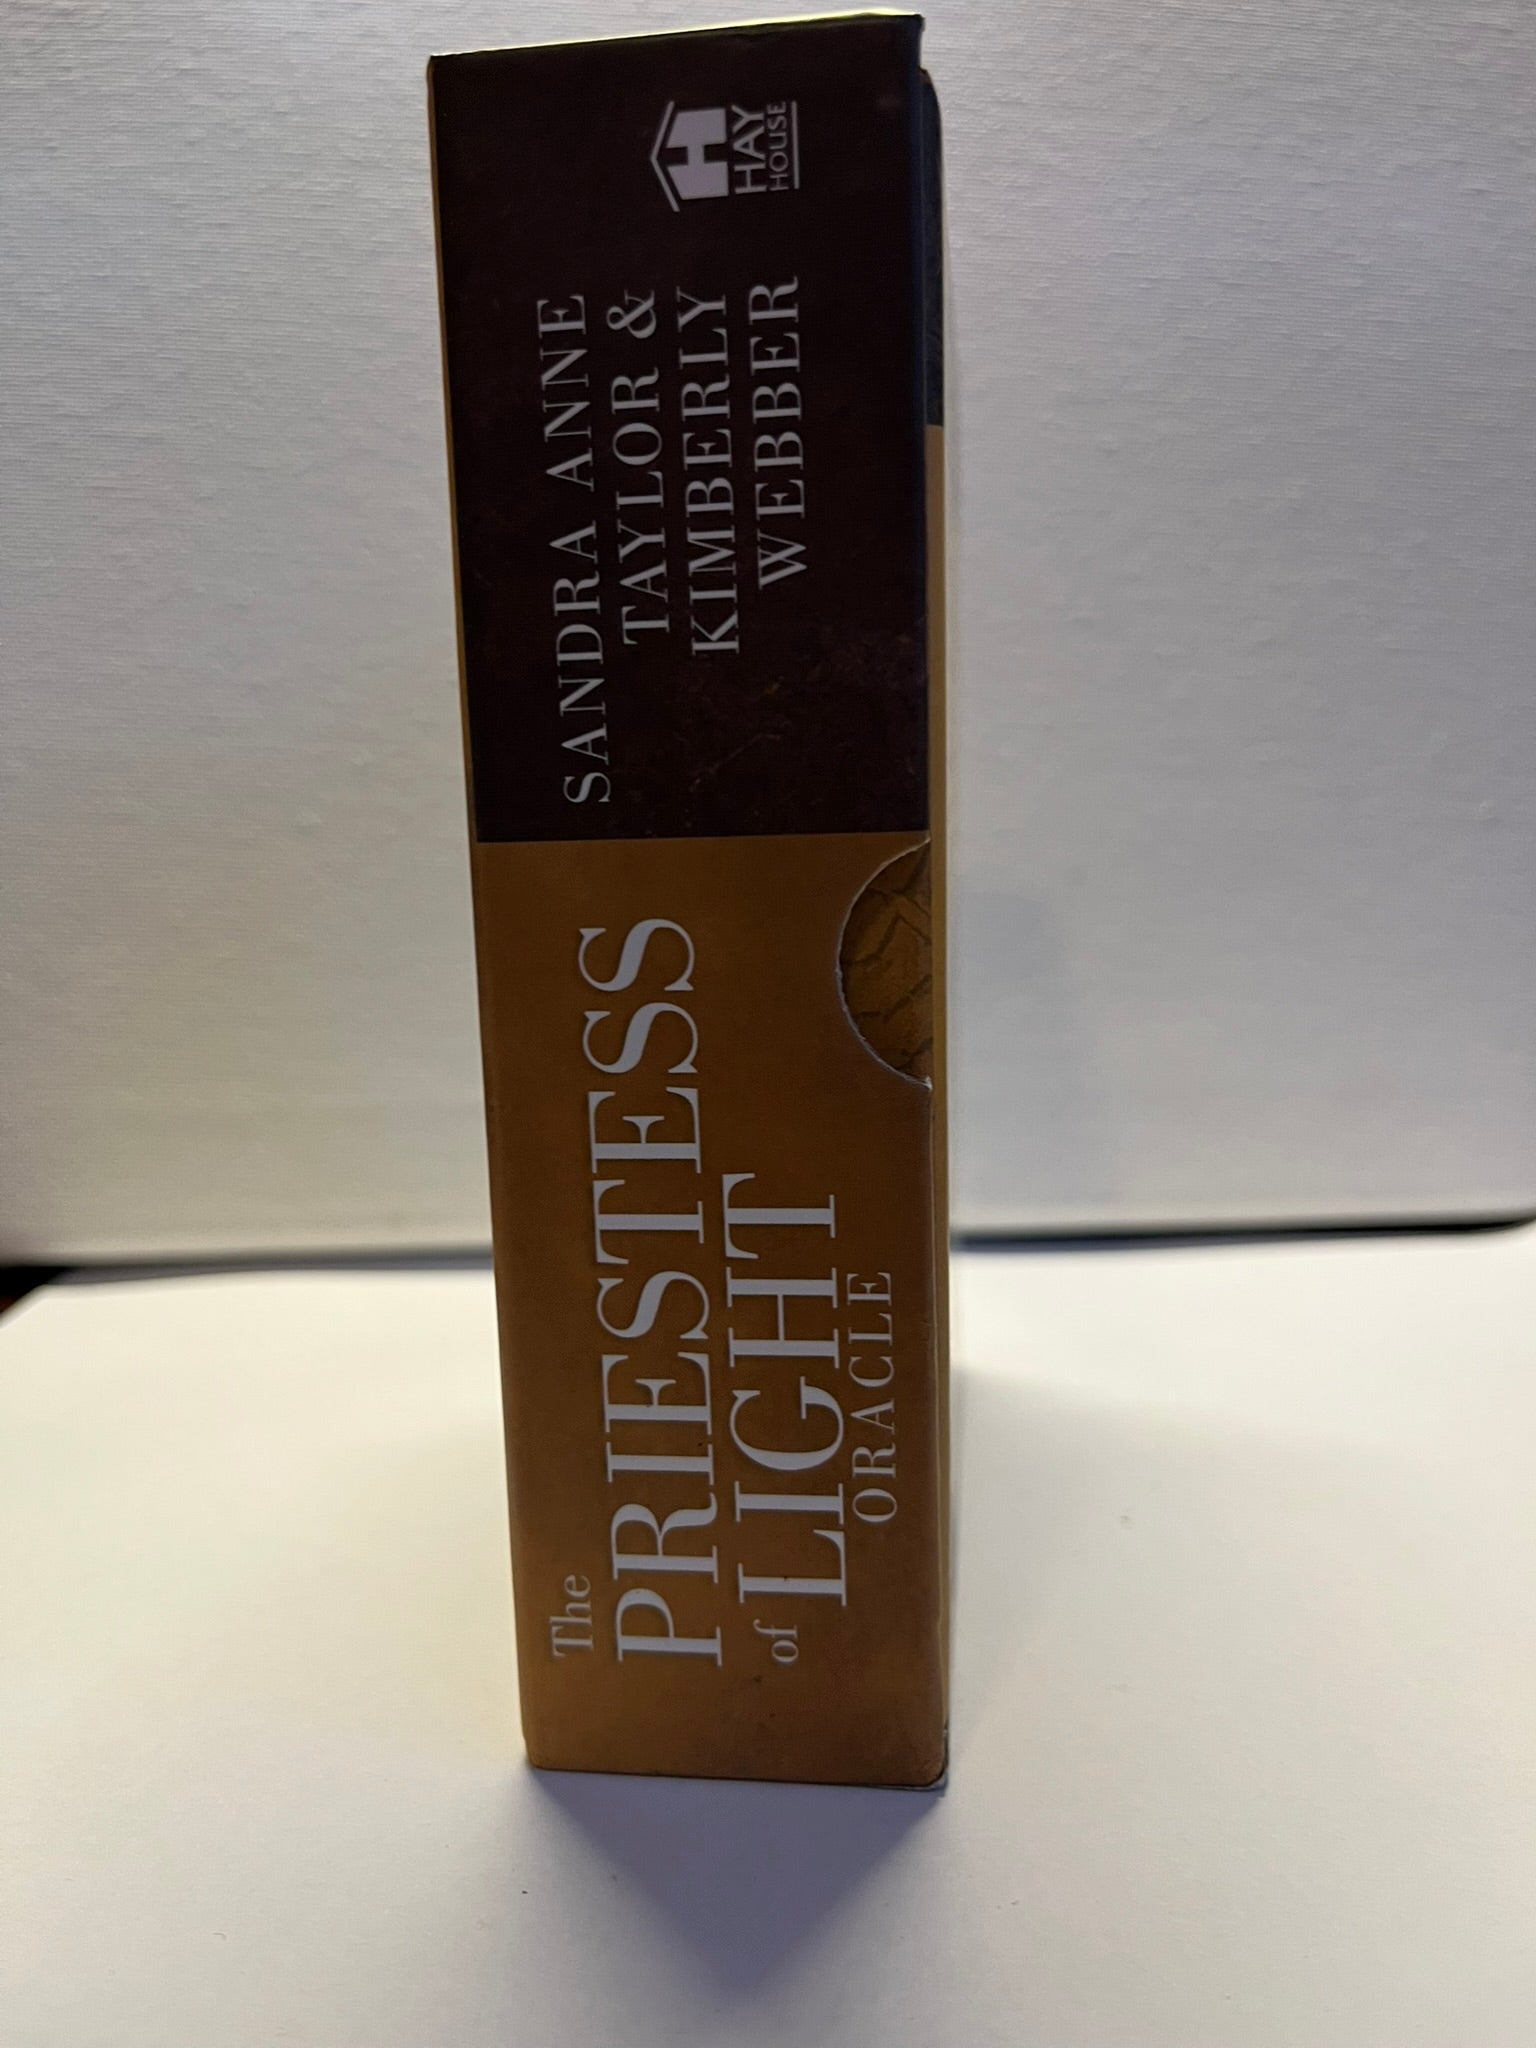 The
PRIESTESS
of LIGHT
ORACLE
SANDRA ANNE
TAYLOR &
KIMBERLY
WEBBER
H
HAY
HOUSE